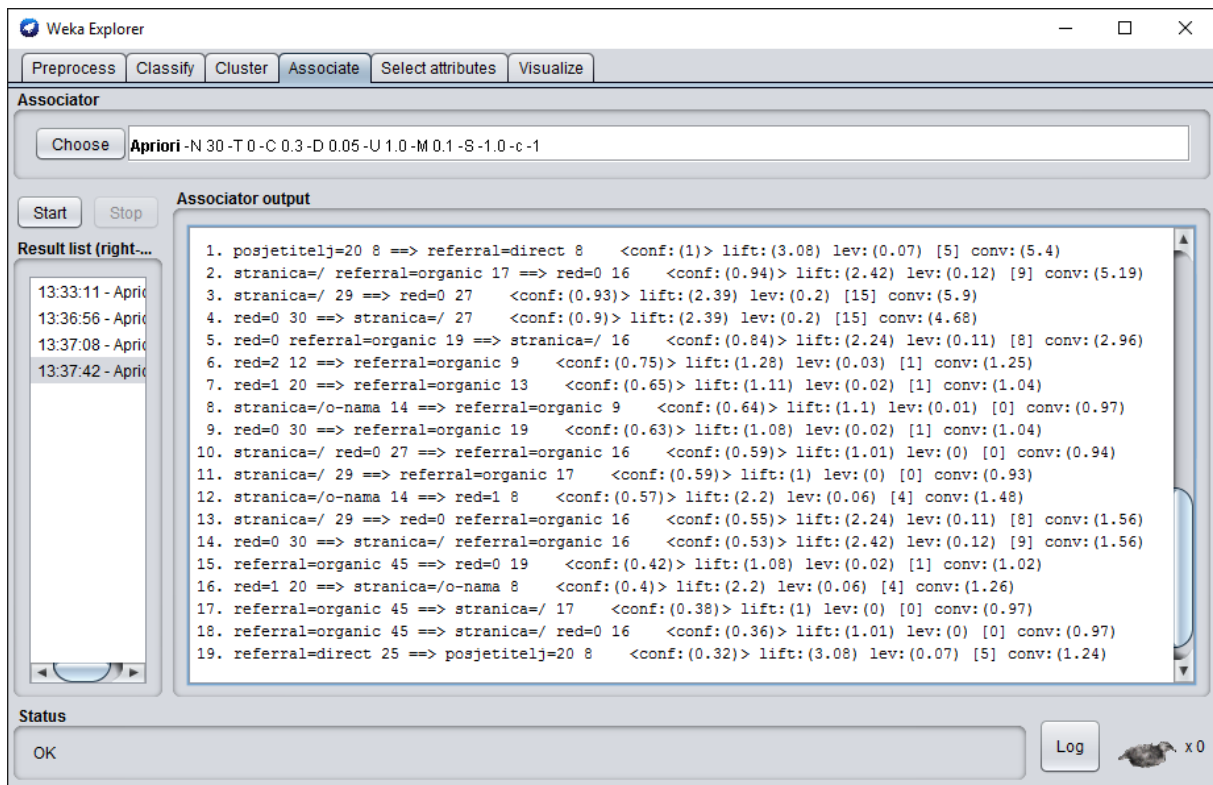 Weka Explorer
Preprocess Classify Cluster Associate Select attributes Visualize
Associator
Choose Apriori -N 30 -T 0 -C 0.3 -D 0.05 -U 1.0 -M 0.1 -S -1.0 -c -1
Start Stop
Result list (right-...
13:33:11 - Aprio
13:36:56 - Aprio
13:37:08 - Aprio
13:37:42 - Aprio
Associator output
1. posjetitelj=20 8 ==> referral=direct 8 <conf:(1)> lift:(3.08) lev:(0.07) [5] conv:(5.4)
2. stranica=/ referral=organic 17 ==> red=0 16 <conf:(0.94)> lift:(2.42) lev:(0.12) [9] conv:(5.19)
3. stranica=/ 29 ==> red=0 27 <conf:(0.93)> lift:(2.39) lev:(0.2) [15] conv:(5.9)
4. red=0 30 ==> stranica=/ 27 <conf:(0.9)> lift:(2.39) lev:(0.2) [15] conv:(4.68)
5. red=0 referral=organic 19 ==> stranica=/ 16 <conf:(0.84)> lift:(2.24) lev:(0.11) [8] conv:(2.96)
6. red=2 12 ==> referral=organic 9 <conf:(0.75)> lift:(1.28) lev:(0.03) [1] conv:(1.25)
7. red=1 20 ==> referral=organic 13 <conf:(0.65)> lift:(1.11) lev:(0.02) [1] conv:(1.04)
8. stranica=/o-nama 14 ==> referral=organic 9 <conf:(0.64)> lift:(1.1) lev:(0.01) [0] conv:(0.97)
9. red=0 30 ==> referral=organic 19 <conf:(0.63)> lift:(1.08) lev:(0.02) [1] conv:(1.04)
10. stranica=/ red=0 27 ==> referral=organic 16 <conf:(0.59)> lift:(1.01) lev:(0) [0] conv:(0.94)
11. stranica=/ 29 ==> referral=organic 17 <conf:(0.59)> lift:(1) lev:(0) [0] conv:(0.93)
12. stranica=/o-nama 14 ==> red=1 8 <conf:(0.57)> lift:(2.2) lev:(0.06) [4] conv:(1.48)
13. stranica=/ 29 ==> red=0 referral=organic 16 <conf:(0.55)> lift:(2.24) lev:(0.11) [8] conv:(1.56)
14. red=0 30 ==> stranica=/ referral=organic 16 <conf:(0.53)> lift:(2.42) lev:(0.12) [9] conv:(1.56)
15. referral=organic 45 ==> red=0 19 <conf:(0.42)> lift:(1.08) lev:(0.02) [1] conv:(1.02)
16. red=1 20 ==> stranica=/o-nama 8 <conf:(0.4)> lift:(2.2) lev:(0.06) [4] conv:(1.26)
17. referral=organic 45 ==> stranica=/ 17 <conf:(0.38)> lift:(1) lev:(0) [0] conv:(0.97)
18. referral=organic 45 ==> stranica=/ red=0 16 <conf:(0.36)> lift:(1.01) lev:(0) [0] conv:(0.97)
19. referral=direct 25 ==> posjetitelj=20 8 <conf:(0.32)> lift:(3.08) lev:(0.07) [5] conv:(1.24)
Status
OK
Log
x 0